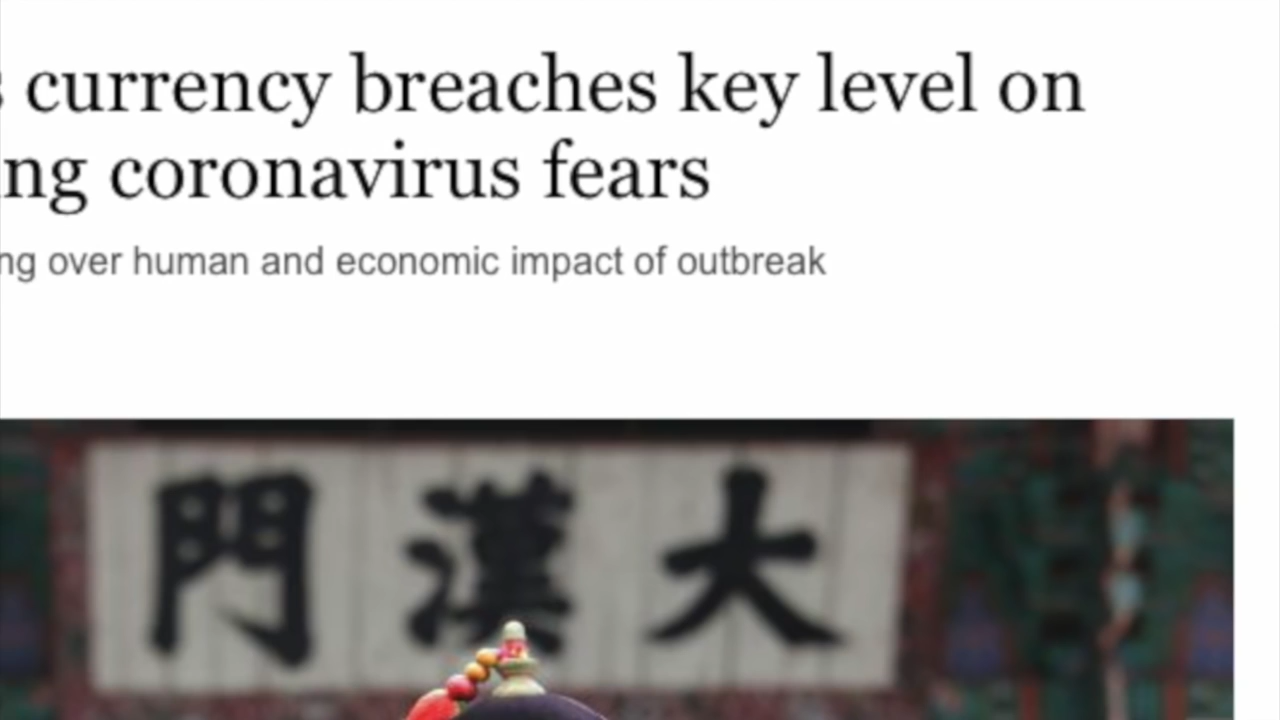 currency breaches key level on
ng coronavirus fears
ng over human and economic impact of outbreak
門漢大